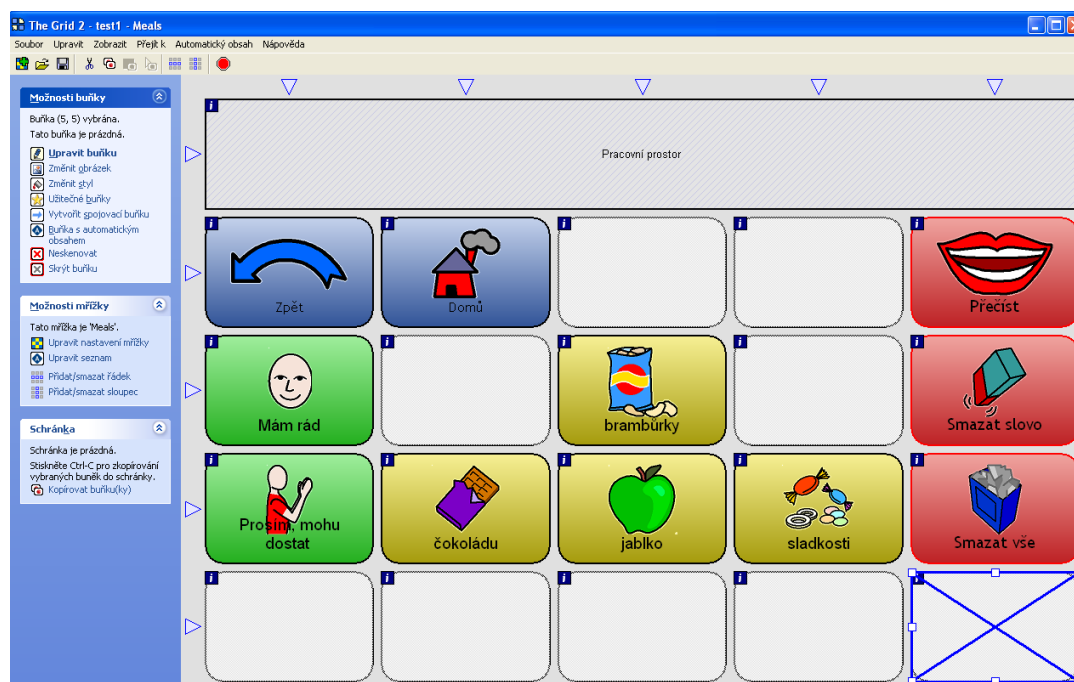 The Grid 2 - test1 - Meals
Soubor Upravit Zobrazit Přejít k Automatický obsah Nápověda
Možnosti buňky
Buňka (5, 5) vybrána.
Tato buňka je prázdná.
Upravit buňku
Změnit obrázek
Změnit styl
Užitečné buňky
Vytvořit spojovací buňku
Buňka s automatickým
obsahem
Neskenovat
Skrýt buňku
Možnosti mřížky
Tato mřížka je 'Meals'.
Upravit nastavení mřížky
Upravit seznam
Přidat/smazat řádek
Přidat/smazat sloupec
Schránka
Schránka je prázdná.
Stiskněte Ctrl-C pro zkopírování
vybraných buněk do schránky.
Kopírovat buňku(ky)
Pracovní prostor
Zpět
Domů
Přečíst
Mám rád
brambůrky
Smazat slovo
Prosím, mohu
dostat
čokoládu
jablko
sladkosti
Smazat vše